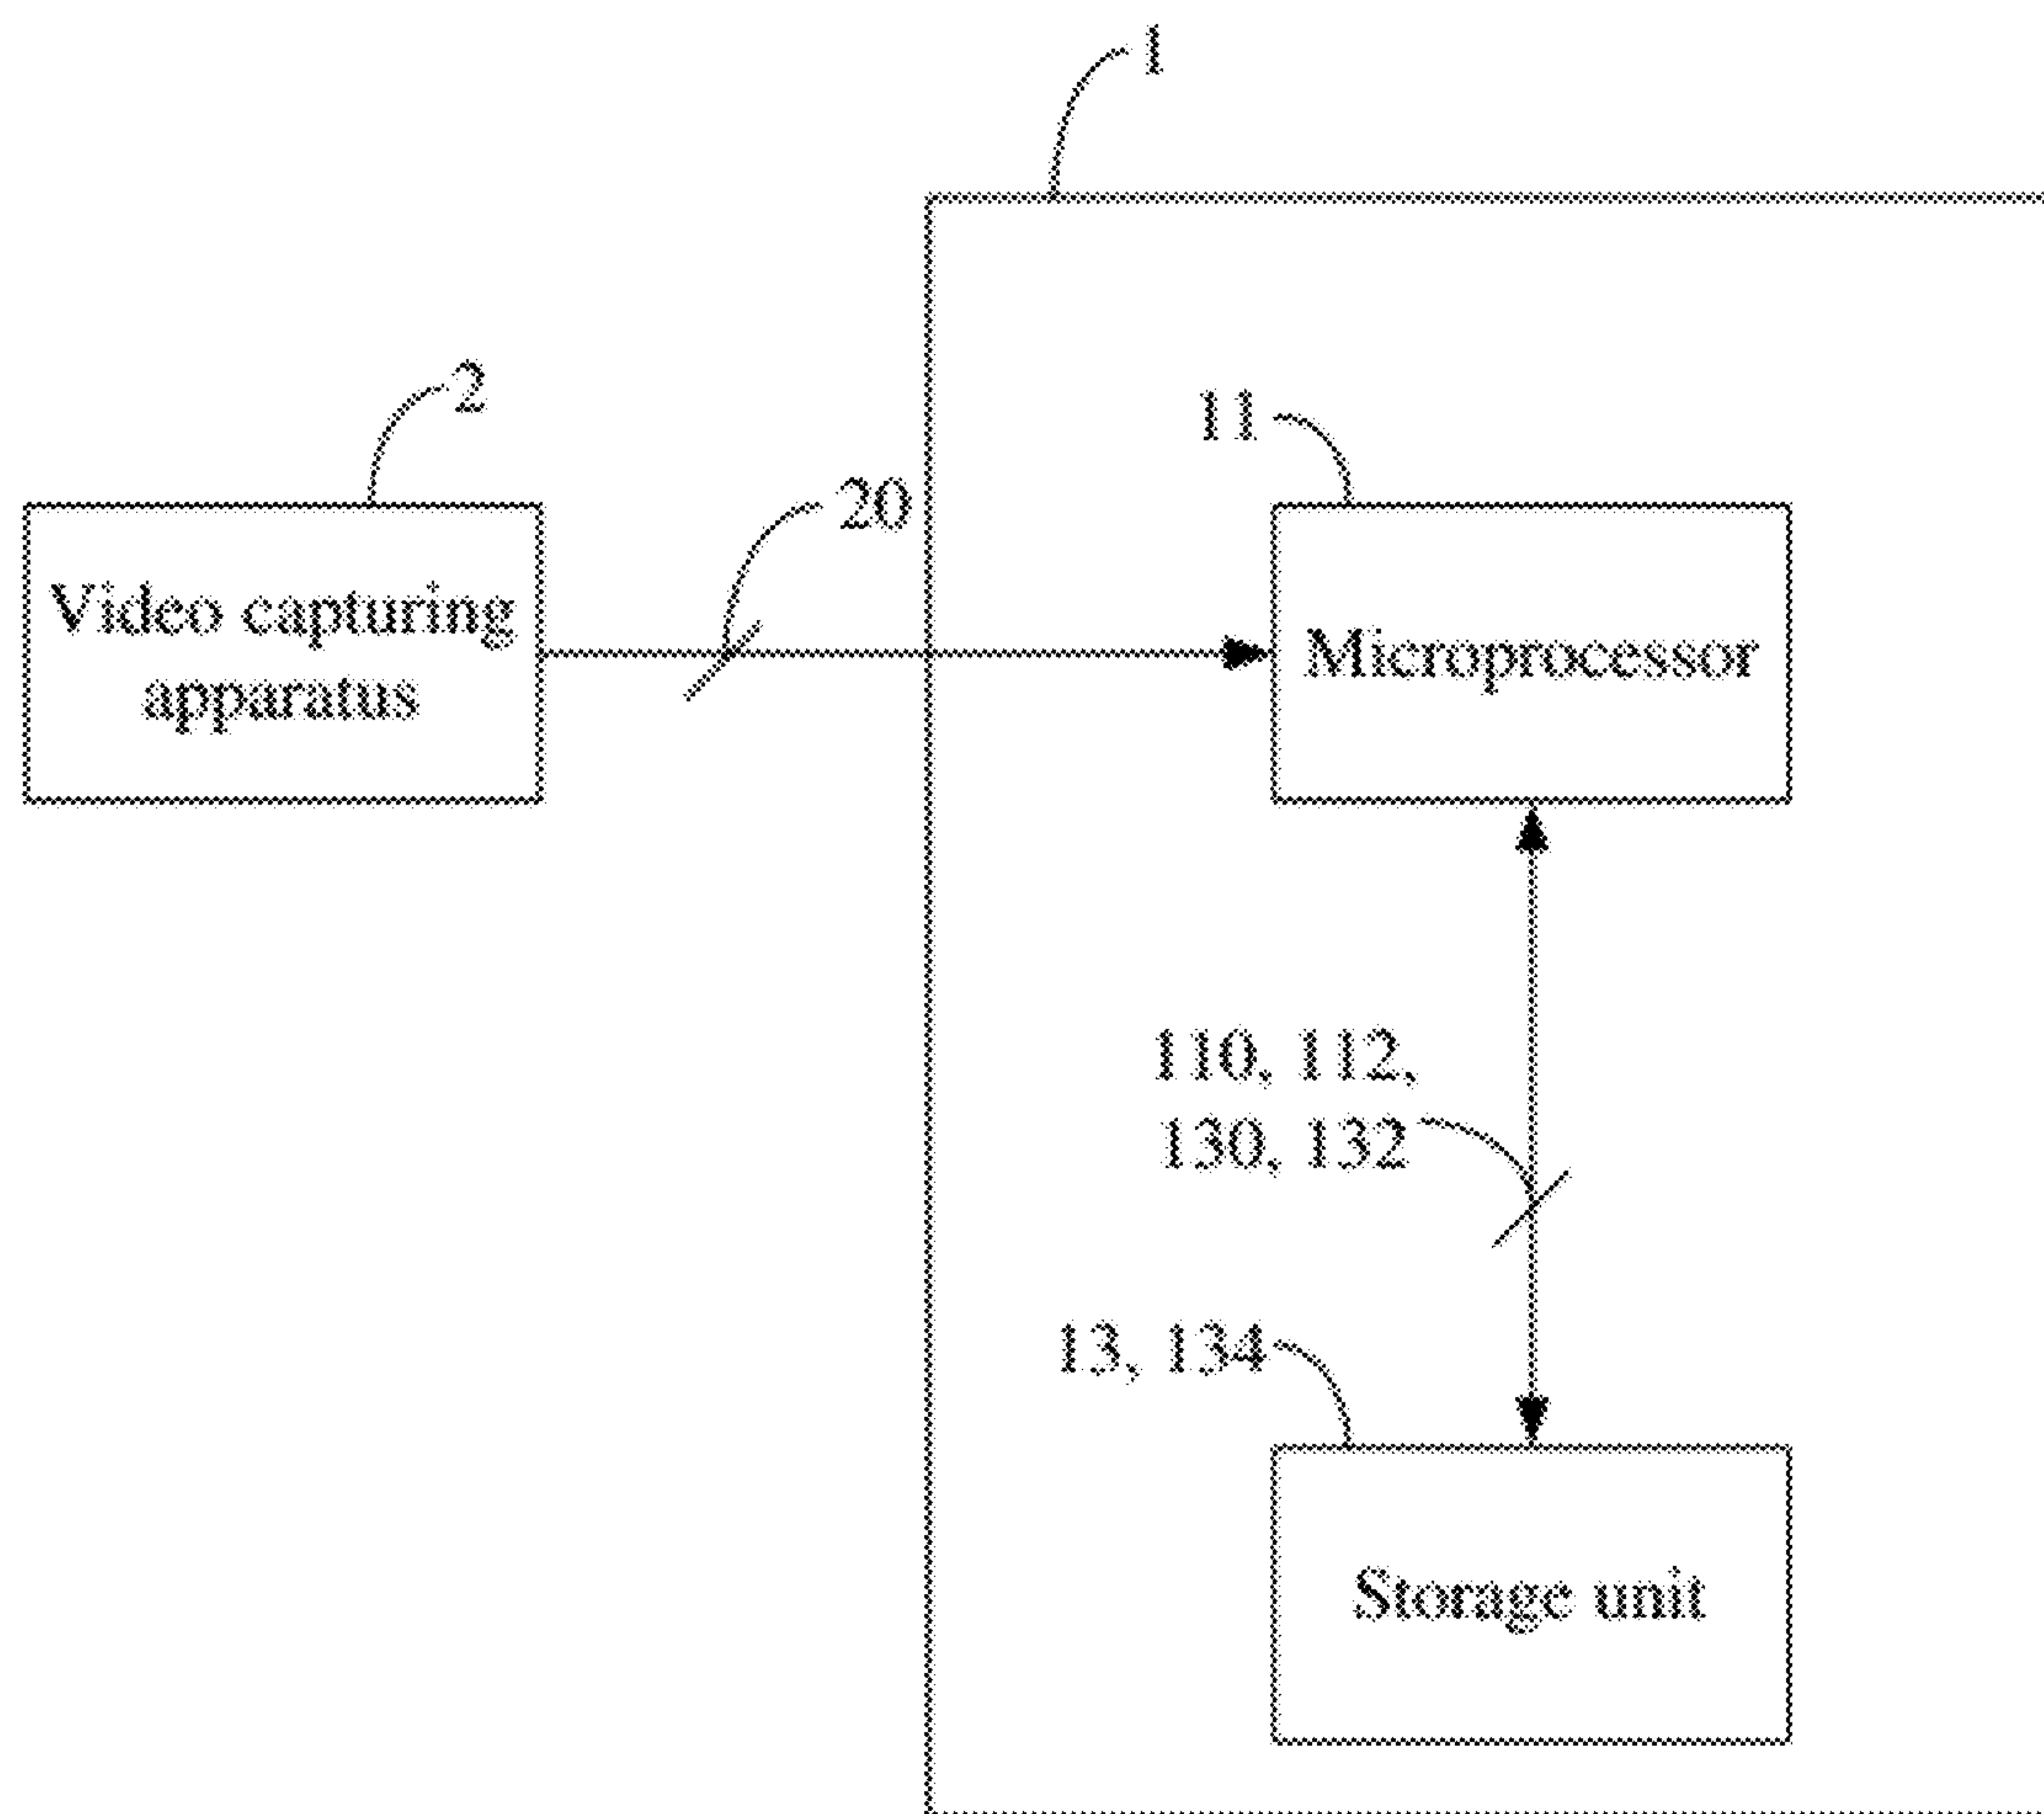 1
2
11
20
Video capturing
apparatus
Microprocessor
110, 112,
130, 132
13, 134
Storage unit